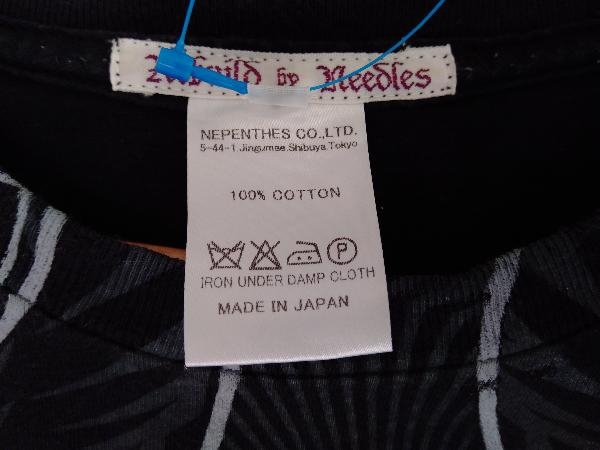 Rebuild by Needles
NEPENTHES CO.,LTD.
5-44-1.Jingumae.Shibuya.Tokyo
100% COTTON
P
IRON UNDER DAMP CLOTH
MADE IN JAPAN